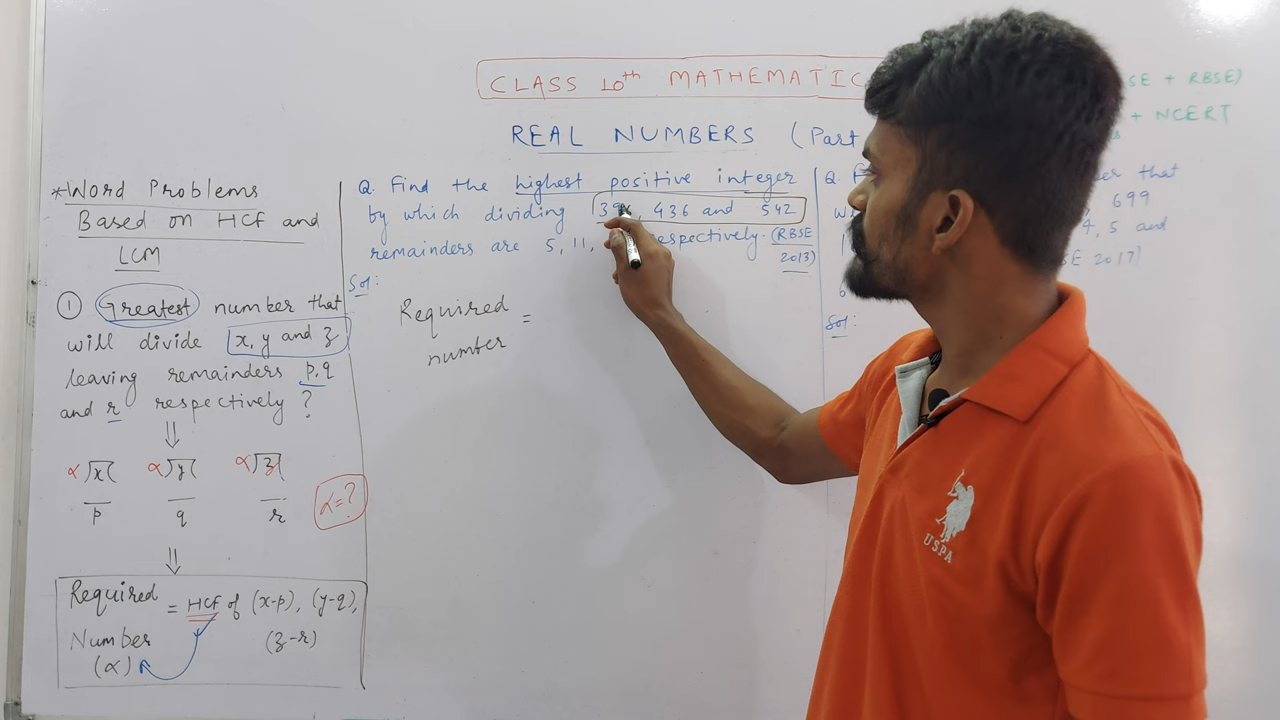 CLASS 10th MATHEMATIC
SE + RBSE)
+ NCERT
REAL NUMBERS (Part
*Word Problems
Based on HCF and
LCM
① Greatest number that
will divide x, y and z
leaving remainders p, q
and r respectively?
⇓
α x α y α z
p q r
α = ?
⇓
Required
Number
(α)
= HCF of (x-p), (y-q),
(z-r)
Q. Find the highest positive integer
by which dividing 436 and 542
remainders are 5, 11, respectively. (RBSE
2013)
Sol:
Required
number
=
Q.
that
, 699
4, 5 and
2017)
Sol:
USPA